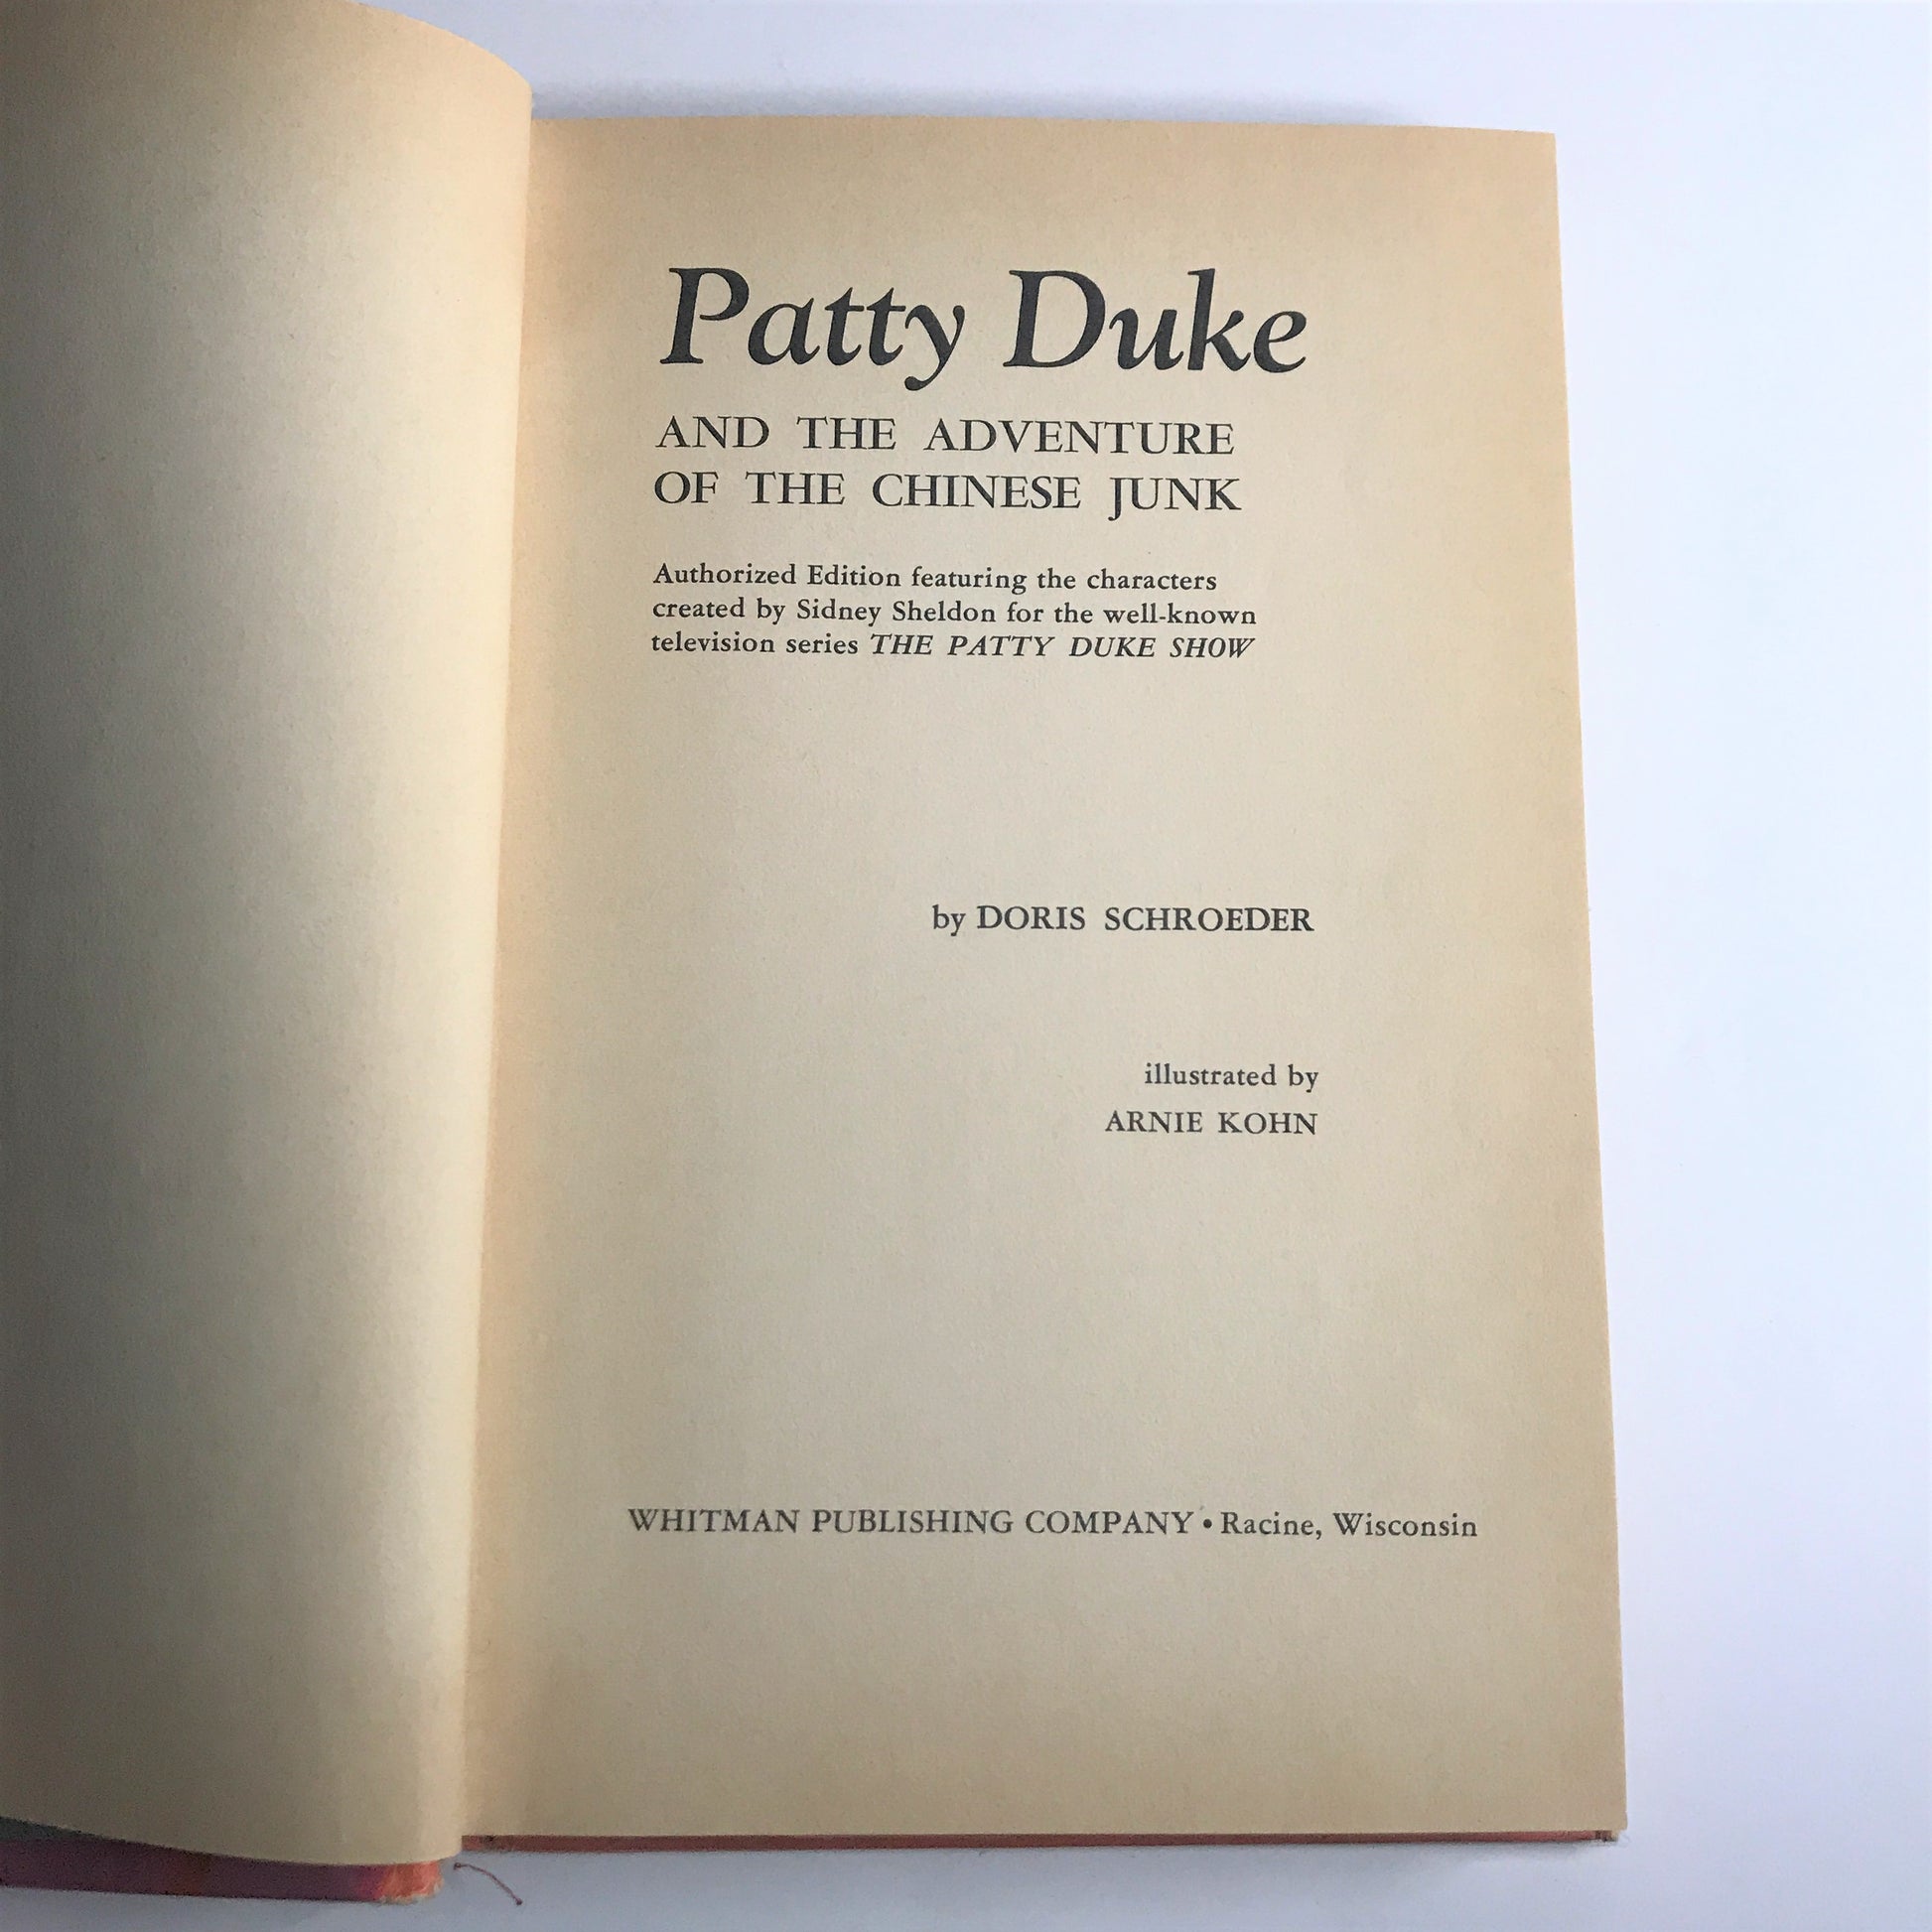 Patty Duke
AND THE ADVENTURE
OF THE CHINESE JUNK
Authorized Edition featuring the characters
created by Sidney Sheldon for the well-known
television series THE PATTY DUKE SHOW
by DORIS SCHROEDER
illustrated by
ARNIE KOHN
WHITMAN PUBLISHING COMPANY • Racine, Wisconsin